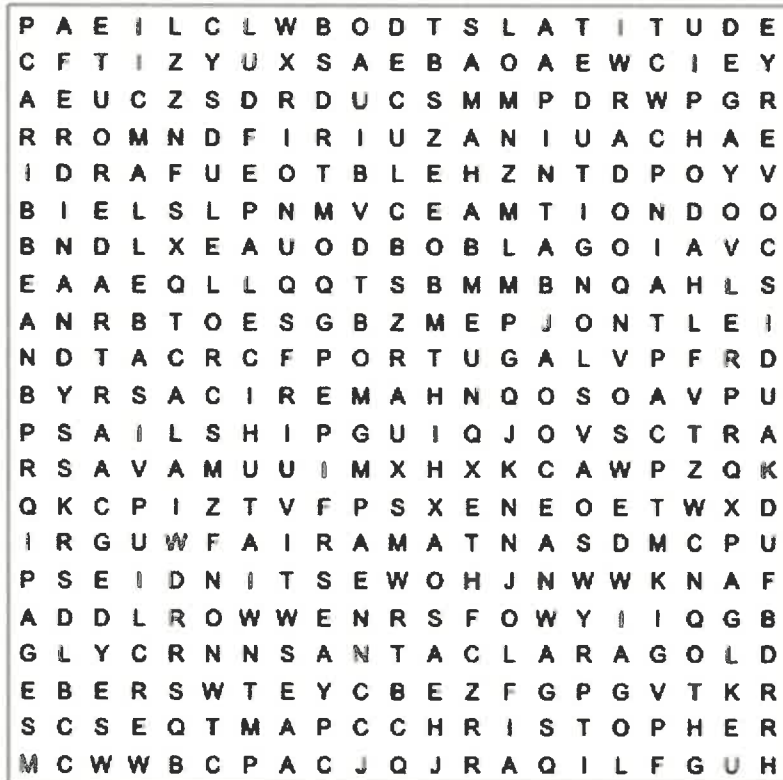 P A E I L C L W B O D T S L A T I T U D E
C F T I Z Y U X S A E B A O A E W C I E Y
A E U C Z S D R D U C S M M P D R W P G R
R R O M N D F I R I U Z A N I U A C H A E
I D R A F U E O T B L E H Z N T D P O Y V
B I E L S L P N M V C E A M T I O N D O O
B N D L X E A U O D B O B L A G O I A V C
E A A E Q L L Q Q T S B M M B N Q A H L S
A N R B T O E S G B Z M E P J O N T L E I
N D T A C R C F P O R T U G A L V P F R D
B Y R S A C I R E M A H N Q O S O A V P U
P S A I L S H I P G U I Q J O V S C T R A
R S A V A M U U I M X H X K C A W P Z Q K
Q K C P I Z T V F P S X E N E O E T W X D
I R G U W F A I R A M A T N A S D M C P U
P S E I D N I T S E W O H J N W W K N A F
A D D L R O W W E N R S F O W Y I I Q G B
G L Y C R N N S A N T A C L A R A G O L D
E B E R S W T E Y C B E Z F G P G V T K R
S C S E Q T M A P C C H R I S T O P H E R
M C W W B C P A C J Q J R A Q I L F G U H